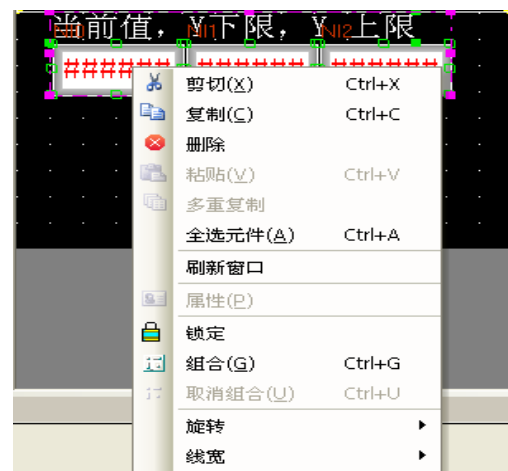 当前值，Y下限，Y上限
NI0 NI1 NI2
###### ###### ######
剪切(X) Ctrl+X
复制(C) Ctrl+C
删除
粘贴(V) Ctrl+V
多重复制
全选元件(A) Ctrl+A
刷新窗口
属性(P)
锁定
组合(G) Ctrl+G
取消组合(U) Ctrl+U
旋转
线宽